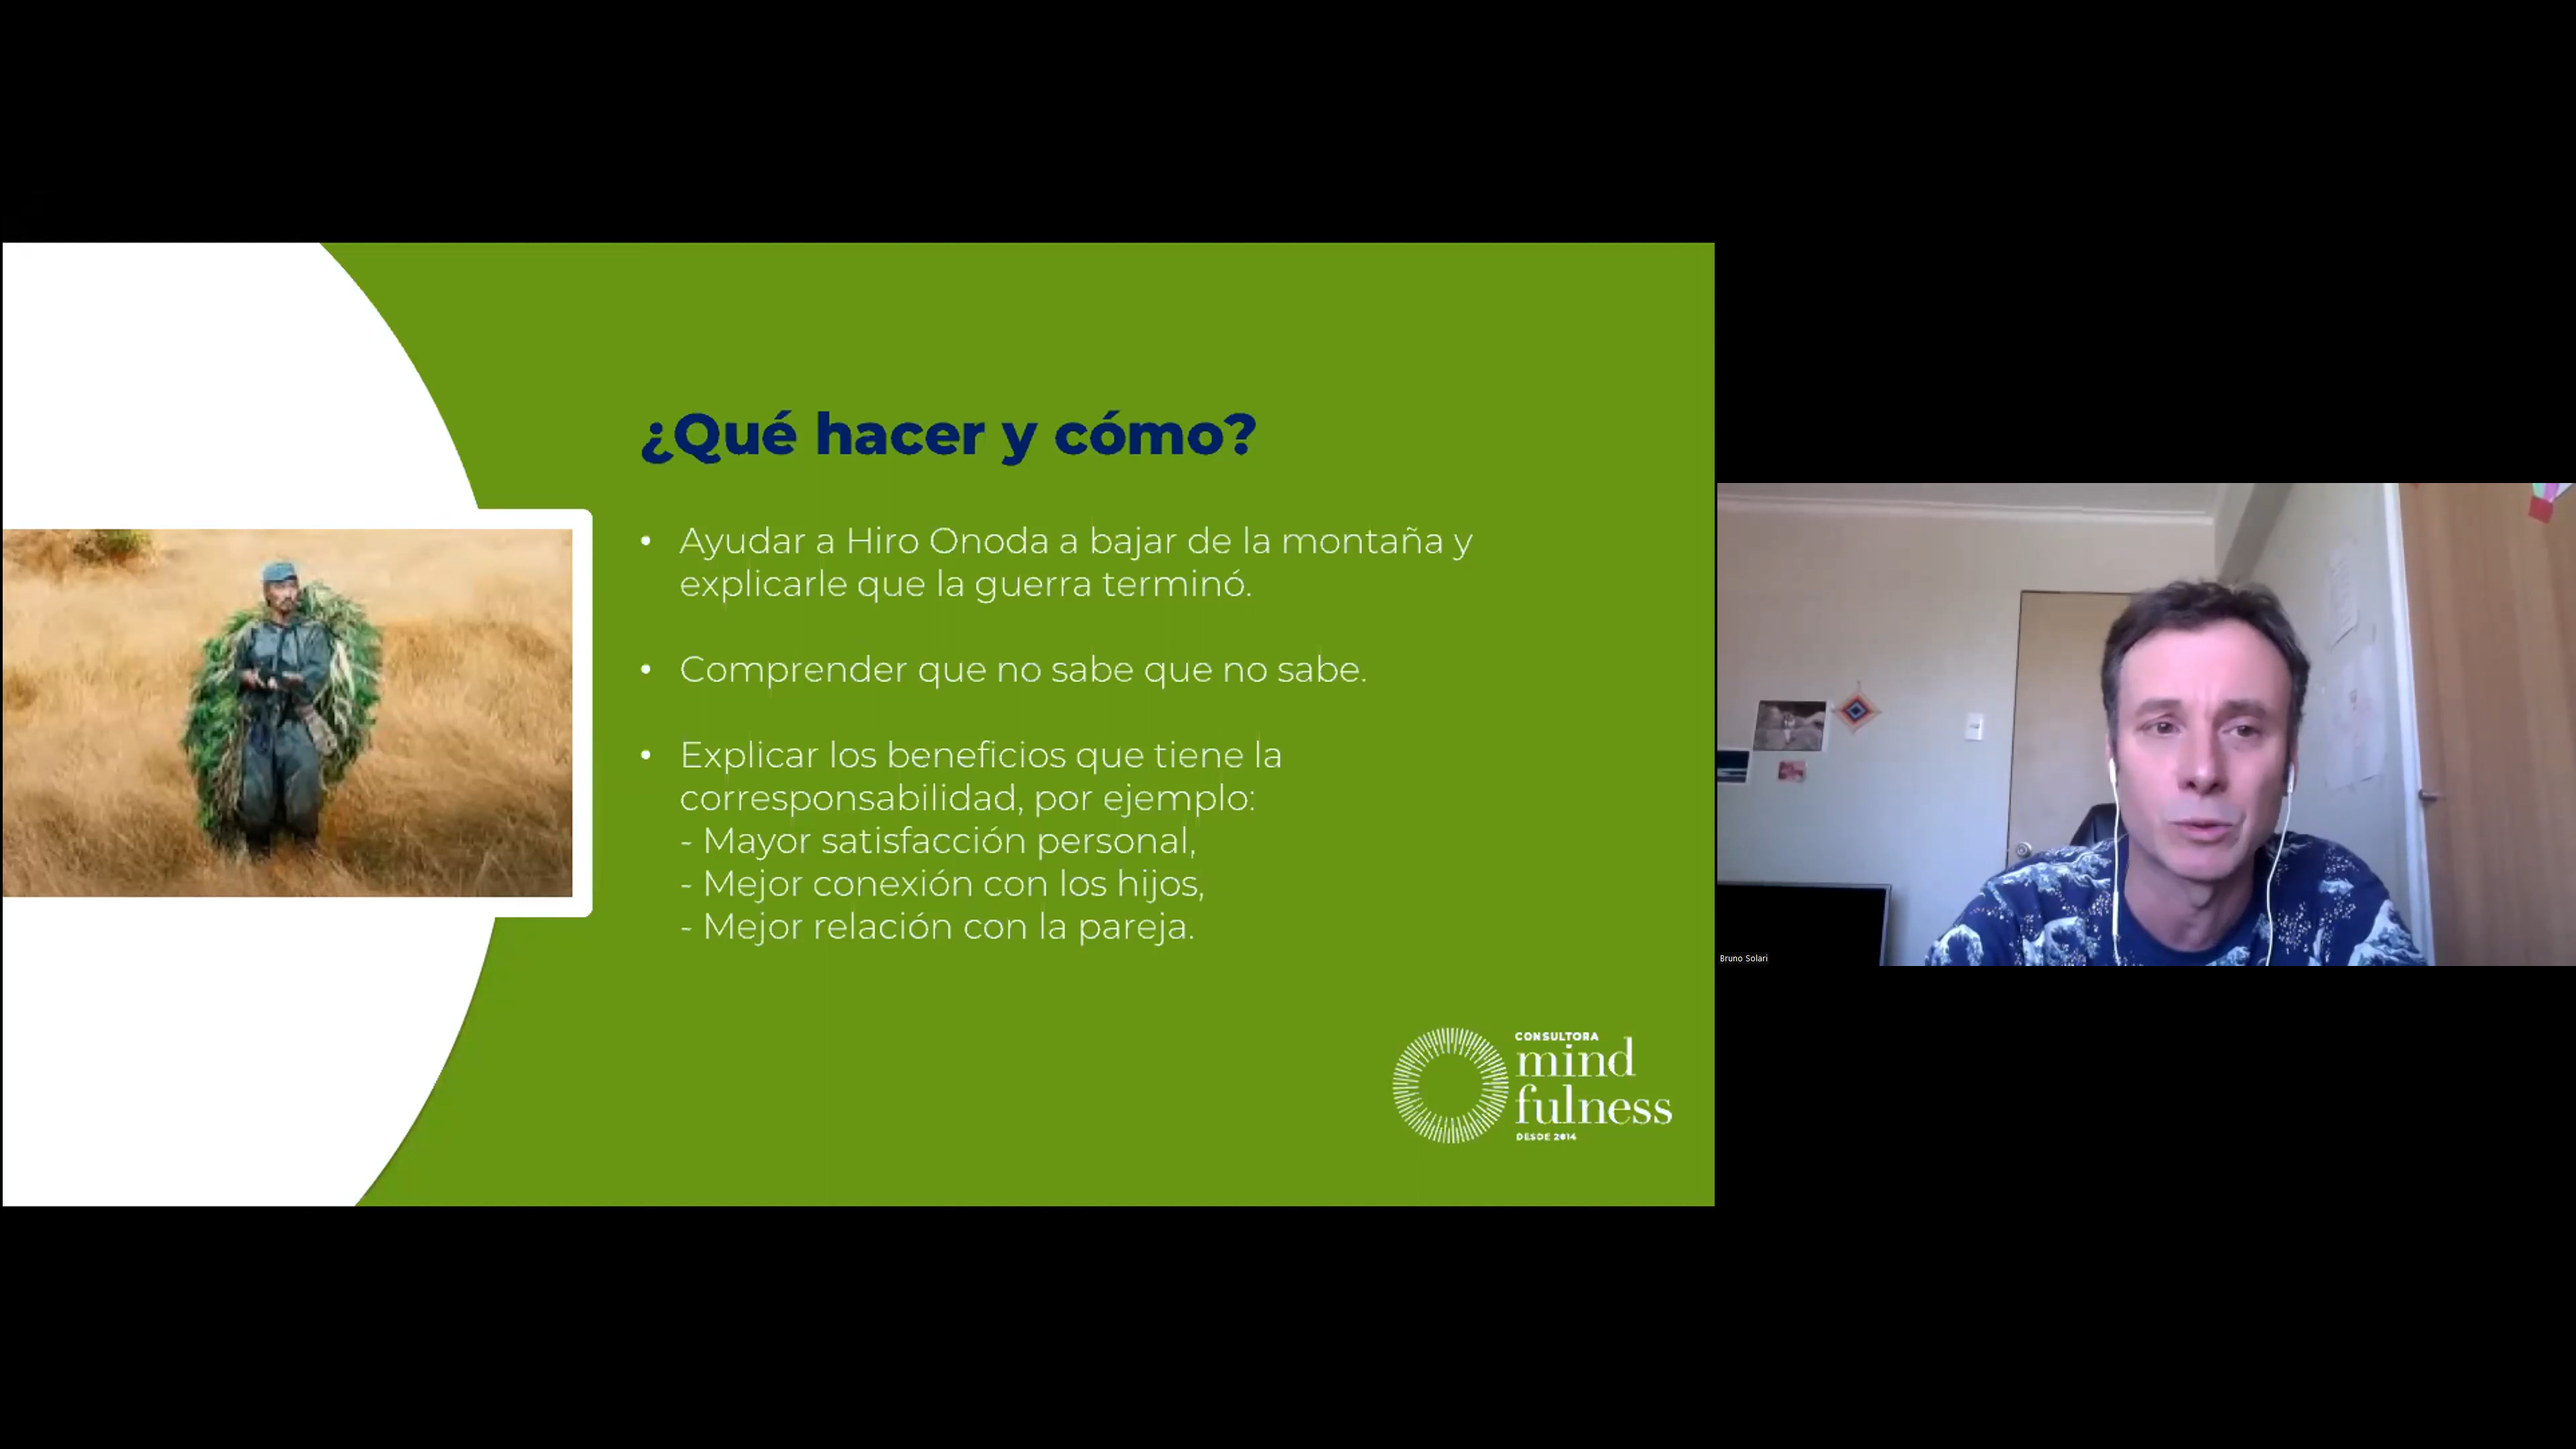 ¿Qué hacer y cómo?
• Ayudar a Hiro Onoda a bajar de la montaña y
explicarle que la guerra terminó.
• Comprender que no sabe que no sabe.
• Explicar los beneficios que tiene la
corresponsabilidad, por ejemplo:
- Mayor satisfacción personal,
- Mejor conexión con los hijos,
- Mejor relación con la pareja.
CONSULTORA
mind
fulness
DESDE 2014
Bruno Solari